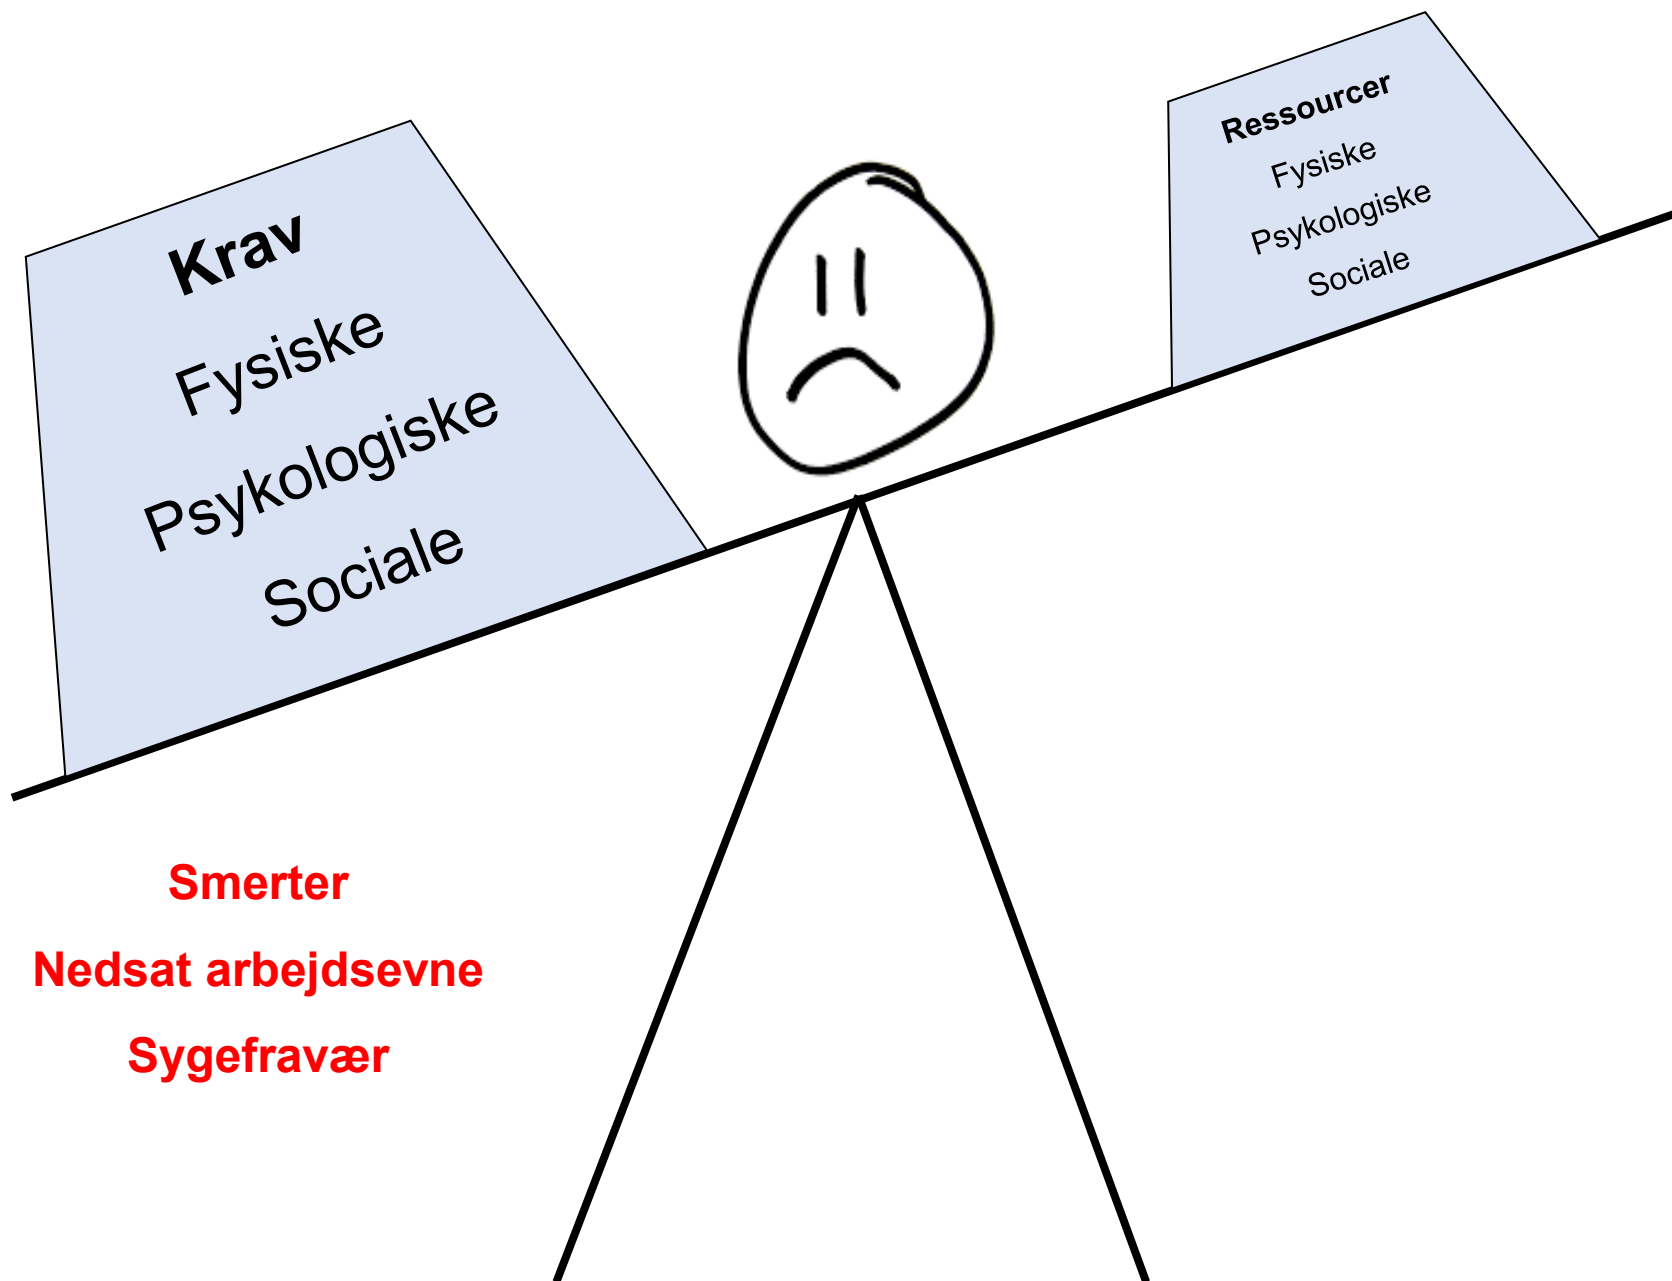 Krav
Fysiske
Psykologiske
Sociale
Ressourcer
Fysiske
Psykologiske
Sociale
Smerter
Nedsat arbejdsevne
Sygefravær